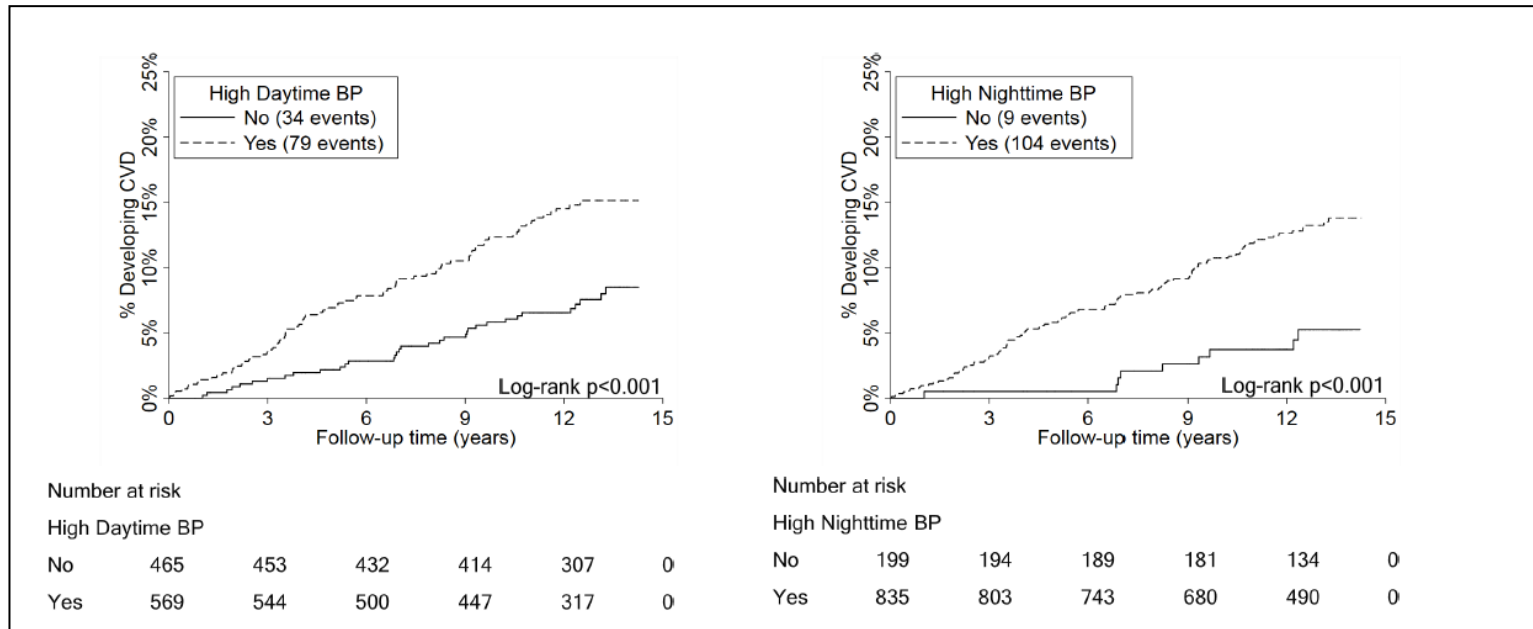 25%
20%
15%
10%
5%
0%
% Developing CVD
High Daytime BP
No (34 events)
Yes (79 events)
Log-rank p<0.001
0 3 6 9 12 15
Follow-up time (years)
Number at risk
High Daytime BP
No 465 453 432 414 307 0
Yes 569 544 500 447 317 0
25%
20%
15%
10%
5%
0%
% Developing CVD
High Nighttime BP
No (9 events)
Yes (104 events)
Log-rank p<0.001
0 3 6 9 12 15
Follow-up time (years)
Number at risk
High Nighttime BP
No 199 194 189 181 134 0
Yes 835 803 743 680 490 0